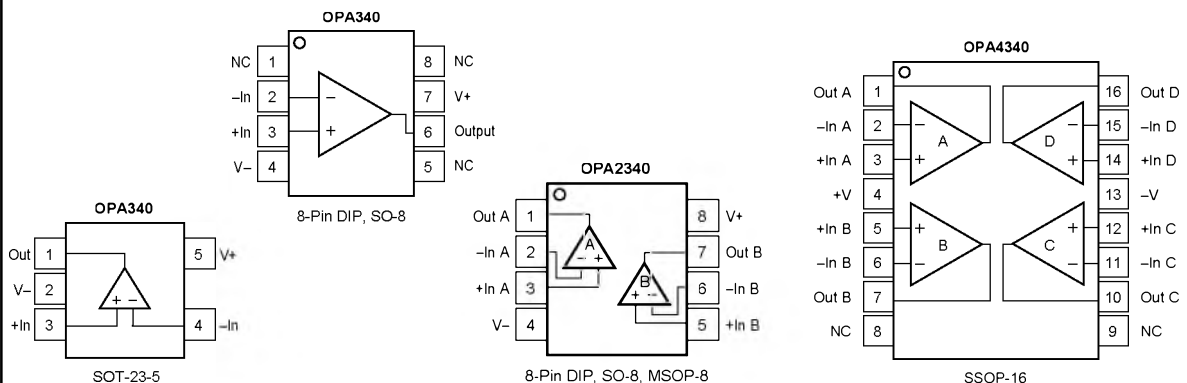 OPA340
NC 1 8 NC
–In 2 – 7 V+
+In 3 + 6 Output
V– 4 5 NC
8-Pin DIP, SO-8
OPA340
Out 1 5 V+
V– 2
+ –
+In 3 4 –In
SOT-23-5
OPA2340
Out A 1 8 V+
–In A 2 A – + 7 Out B
+In A 3 B + – 6 –In B
V– 4 5 +In B
8-Pin DIP, SO-8, MSOP-8
OPA4340
Out A 1 16 Out D
–In A 2 – – 15 –In D
A D
+In A 3 + + 14 +In D
+V 4 13 –V
+In B 5 + + 12 +In C
B C
–In B 6 – – 11 –In C
Out B 7 10 Out C
NC 8 9 NC
SSOP-16